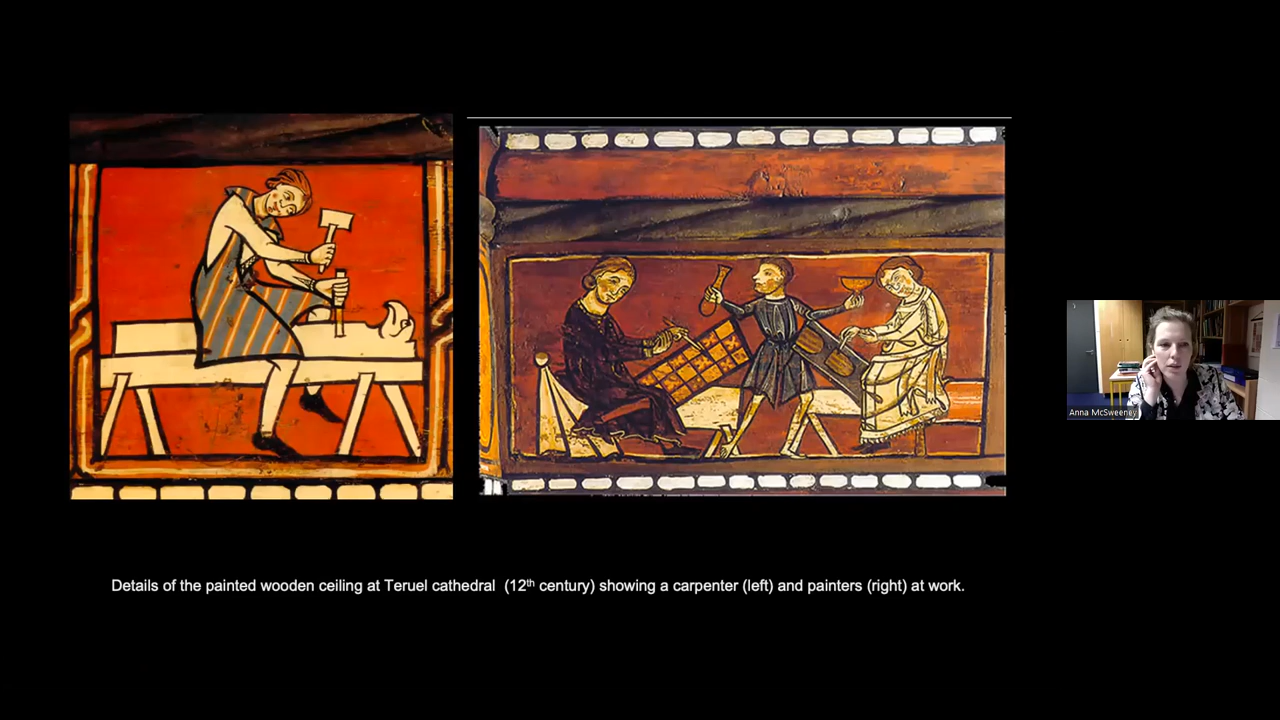 Anna McSweeney
Details of the painted wooden ceiling at Teruel cathedral (12th century) showing a carpenter (left) and painters (right) at work.